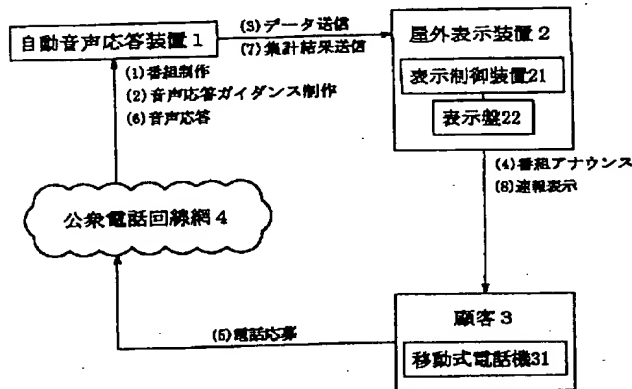 自動音声応答装置1
(3)データ送信
(7)集計結果送信
屋外表示装置2
表示制御装置21
表示盤22
(1)番組制作
(2)音声応答ガイダンス制作
(6)音声応答
(4)番組アナウンス
(8)速報表示
公衆電話回線網4
(5)電話応募
顧客3
移動式電話機31